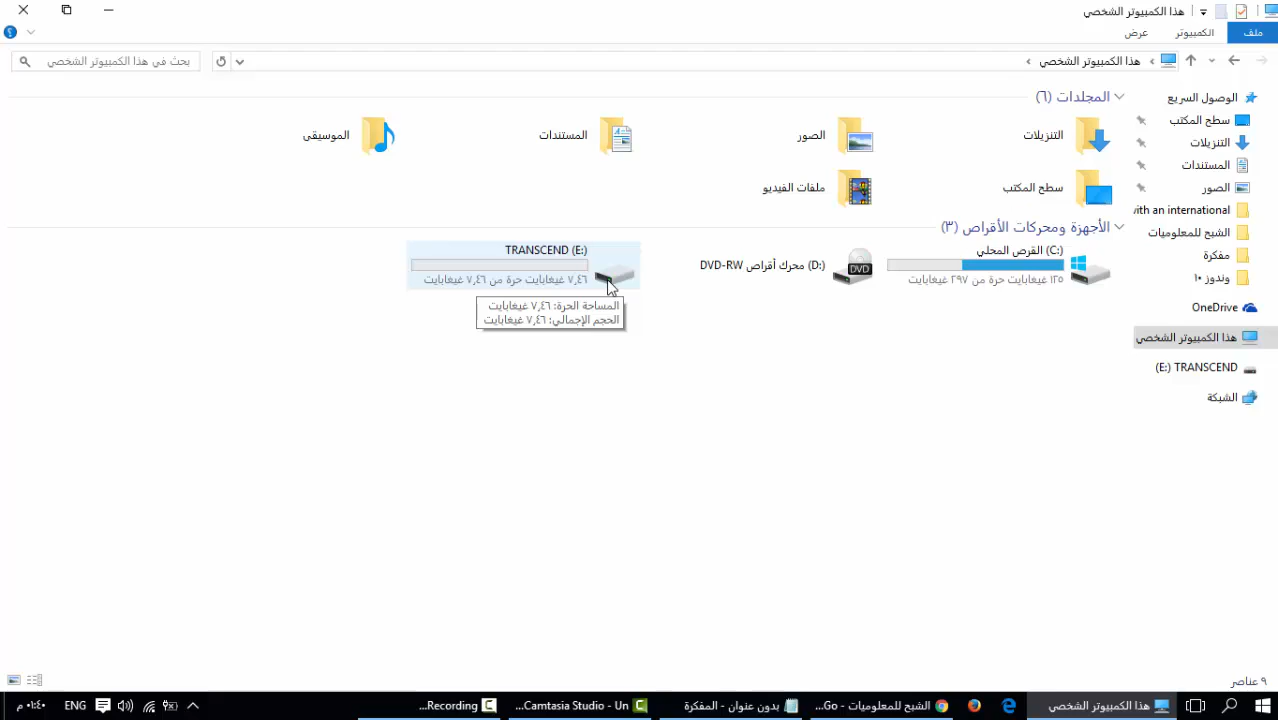 هذا الكمبيوتر الشخصي
ملف
الكمبيوتر
عرض
هذا الكمبيوتر الشخصي
بحث في هذا الكمبيوتر الشخصي
الوصول السريع
سطح المكتب
التنزيلات
المستندات
الصور
with an international
الشبح للمعلوميات
مفكرة
وندوز ١٠
OneDrive
هذا الكمبيوتر الشخصي
TRANSCEND (E:)
الشبكة
المجلدات (٦)
التنزيلات
الصور
المستندات
الموسيقى
سطح المكتب
ملفات الفيديو
الأجهزة ومحركات الأقراص (٣)
القرص المحلي (C:)
١٢٥ غيغابايت حرة من ٢٩٧ غيغابايت
محرك أقراص DVD-RW (D:)
DVD
TRANSCEND (E:)
٧,٤٦ غيغابايت حرة من ٧,٤٦ غيغابايت
المساحة الحرة: ٧,٤٦ غيغابايت
الحجم الإجمالي: ٧,٤٦ غيغابايت
٩ عناصر
هذا الكمبيوتر الشخصي
الشبح للمعلوميات - Go...
بدون عنوان - المفكرة
Camtasia Studio - Un...
Recording...
ENG
٠١:٤٠ م